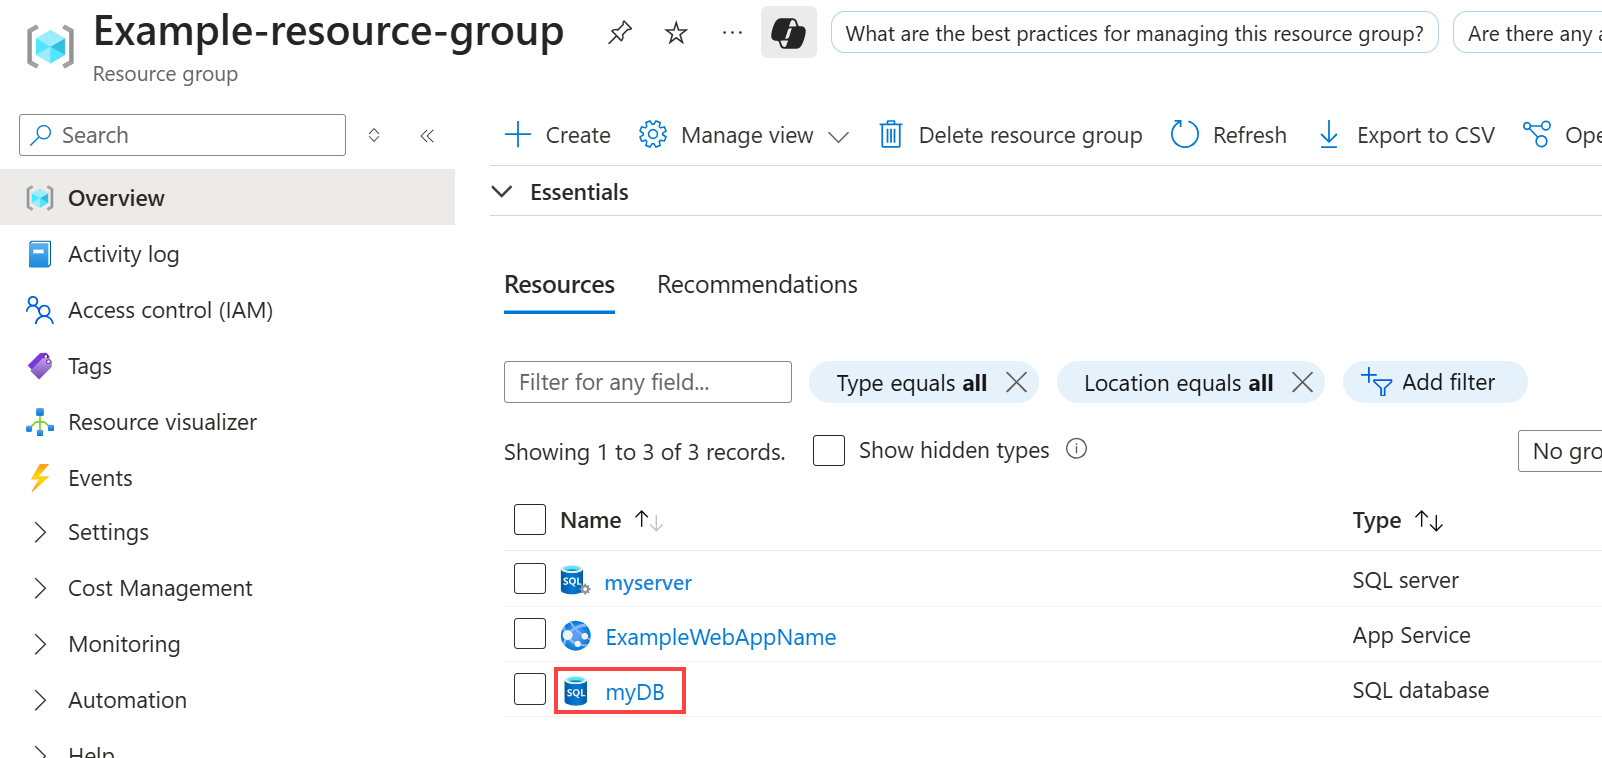 Example-resource-group
Resource group
What are the best practices for managing this resource group?
Are there any
Search
Create
Manage view
Delete resource group
Refresh
Export to CSV
Ope
Overview
Activity log
Access control (IAM)
Tags
Resource visualizer
Events
Settings
Cost Management
Monitoring
Automation
Help
Essentials
Resources
Recommendations
Filter for any field...
Type equals all
Location equals all
Add filter
Showing 1 to 3 of 3 records.
Show hidden types
No gro
Name
Type
SQL
myserver
SQL server
ExampleWebAppName
App Service
SQL
myDB
SQL database